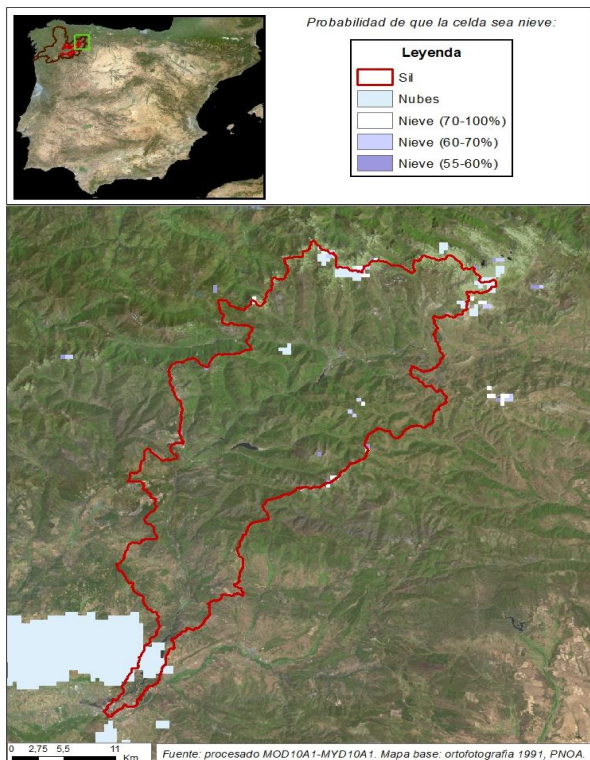 Probabilidad de que la celda sea nieve:
Leyenda
Sil
Nubes
Nieve (70-100%)
Nieve (60-70%)
Nieve (55-60%)
0 2,75 5,5 11
Km
Fuente: procesado MOD10A1-MYD10A1. Mapa base: ortofotografia 1991, PNOA.